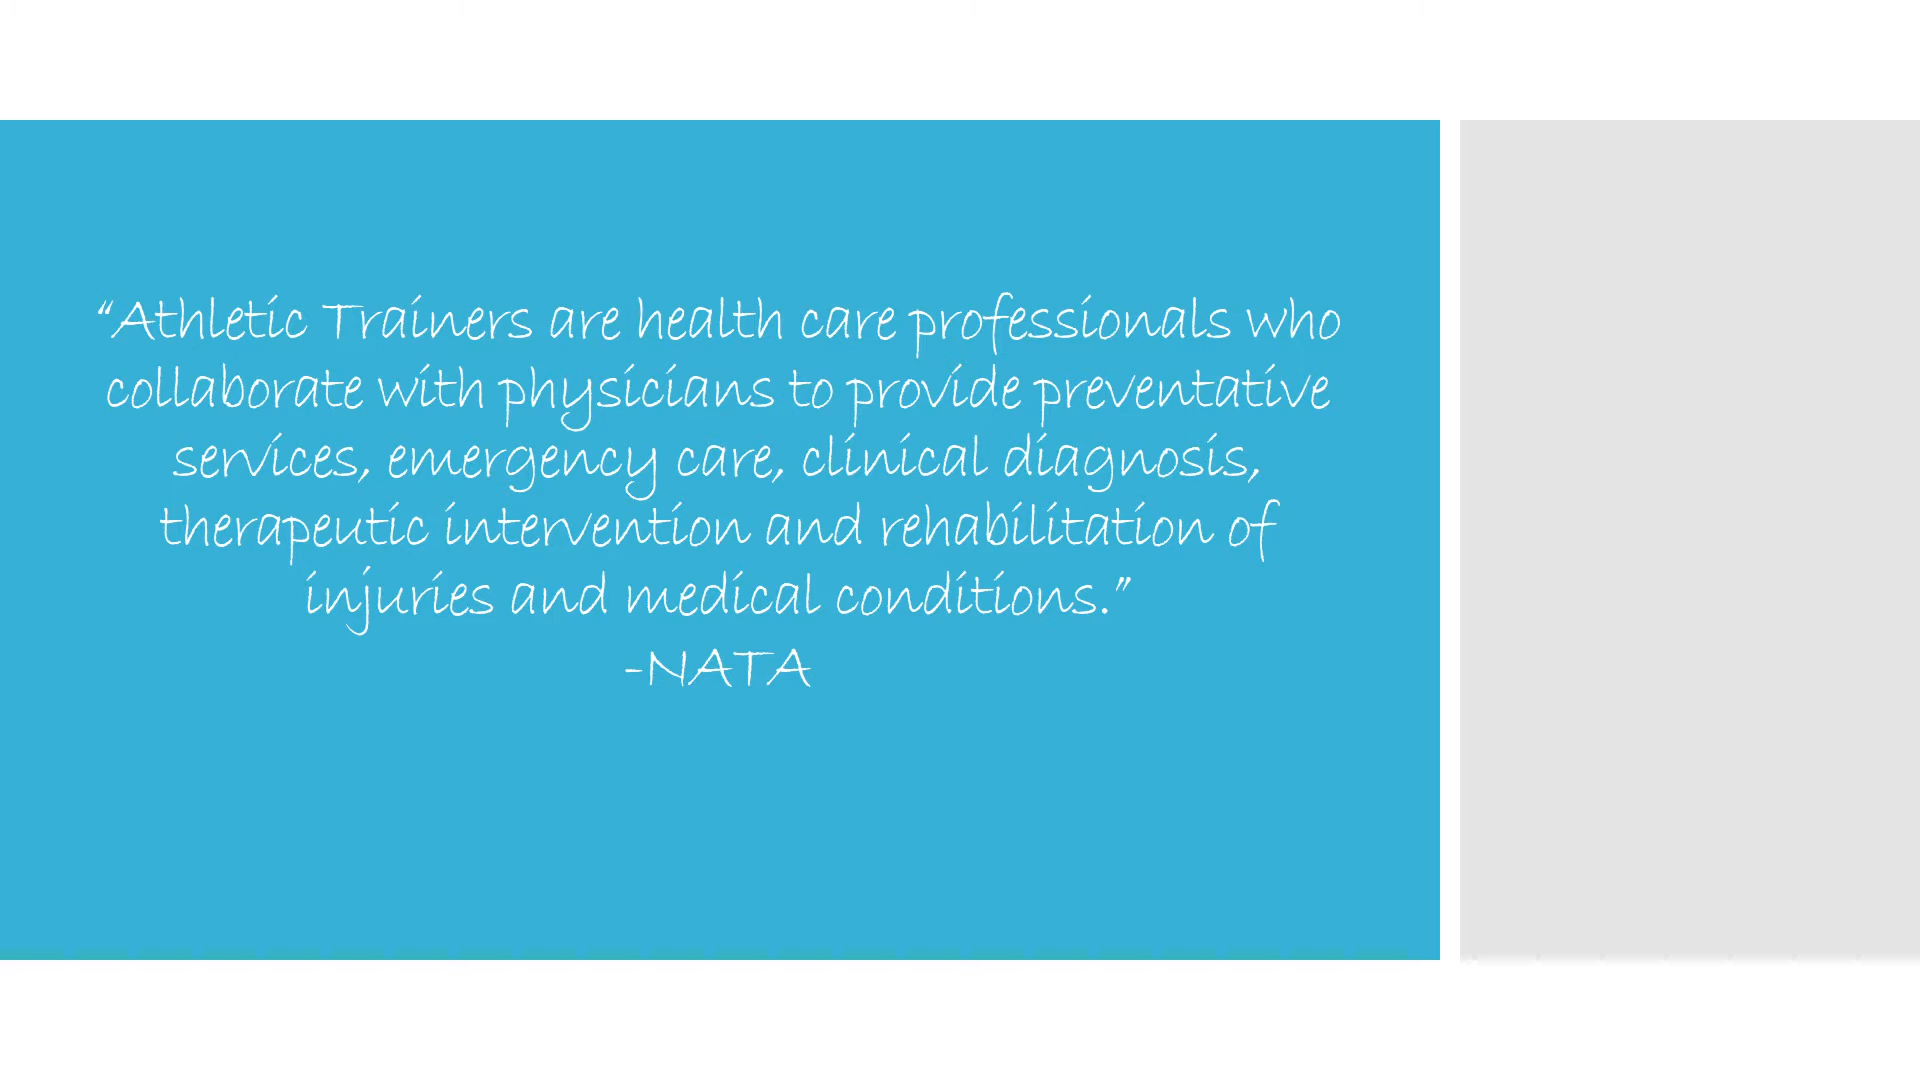 “Athletic Trainers are health care professionals who
collaborate with physicians to provide preventative
services, emergency care, clinical diagnosis,
therapeutic intervention and rehabilitation of
injuries and medical conditions.”
-NATA